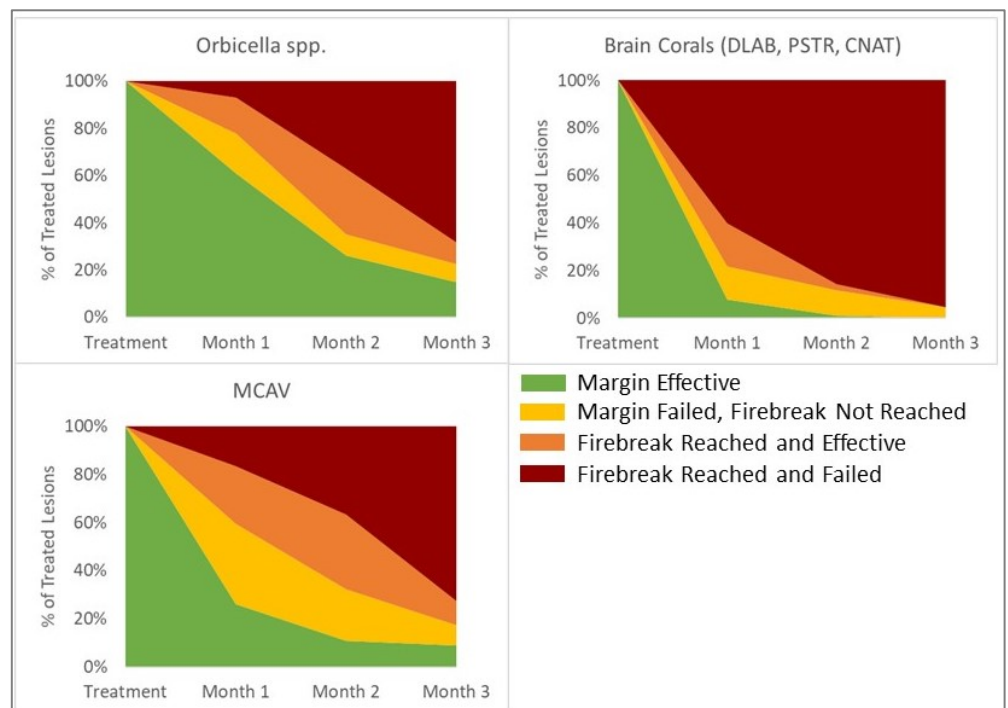 Orbicella spp.
100%
80%
60%
40%
20%
0%
% of Treated Lesions
Treatment Month 1 Month 2 Month 3
Brain Corals (DLAB, PSTR, CNAT)
100%
80%
60%
40%
20%
0%
% of Treated Lesions
Treatment Month 1 Month 2 Month 3
MCAV
100%
80%
60%
40%
20%
0%
% of Treated Lesions
Treatment Month 1 Month 2 Month 3
Margin Effective
Margin Failed, Firebreak Not Reached
Firebreak Reached and Effective
Firebreak Reached and Failed